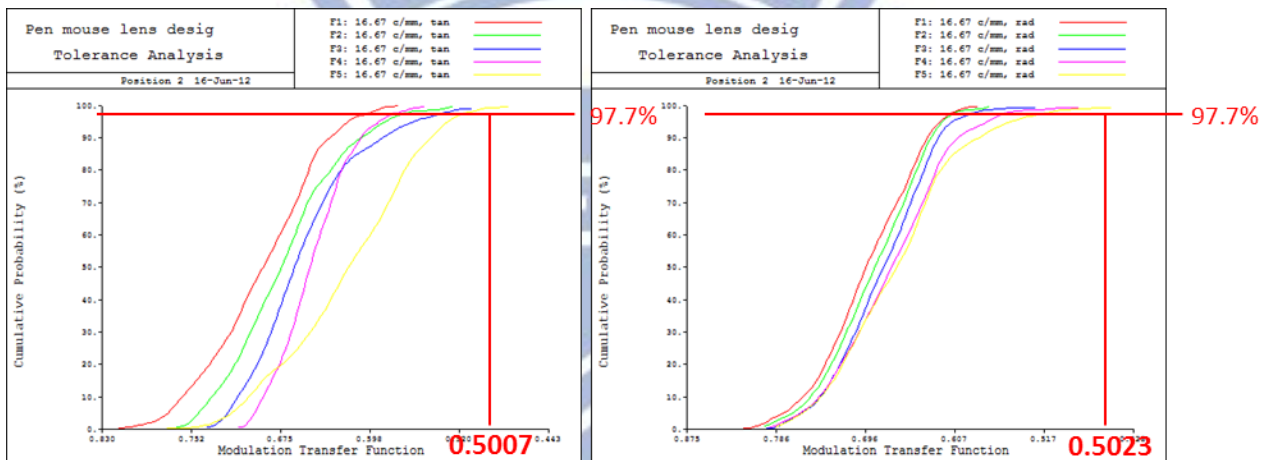 Pen mouse lens desig
Tolerance Analysis
Position 2 16-Jun-12
F1: 16.67 c/mm, tan
F2: 16.67 c/mm, tan
F3: 16.67 c/mm, tan
F4: 16.67 c/mm, tan
F5: 16.67 c/mm, tan
100.
90.
80.
70.
60.
50.
40.
30.
20.
10.
0.
Cumulative Probability (%)
97.7%
0.830 0.752 0.675 0.598 0.443
Modulation Transfer Function
0.5007
Pen mouse lens desig
Tolerance Analysis
Position 2 16-Jun-12
F1: 16.67 c/mm, rad
F2: 16.67 c/mm, rad
F3: 16.67 c/mm, rad
F4: 16.67 c/mm, rad
F5: 16.67 c/mm, rad
100.
90.
80.
70.
60.
50.
40.
30.
20.
10.
0.
Cumulative Probability (%)
97.7%
0.875 0.786 0.696 0.607 0.517
Modulation Transfer Function
0.5023